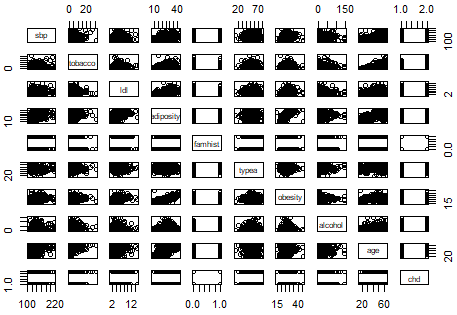 0 20
10 40
20 70
0 150
1.0 2.0
sbp
100
0
tobacco
ldl
2
10
adiposity
famhist
0.0
20
typea
obesity
15
0
alcohol
age
20
1.0
chd
100 220
2 12
0.0 1.0
15 40
20 60